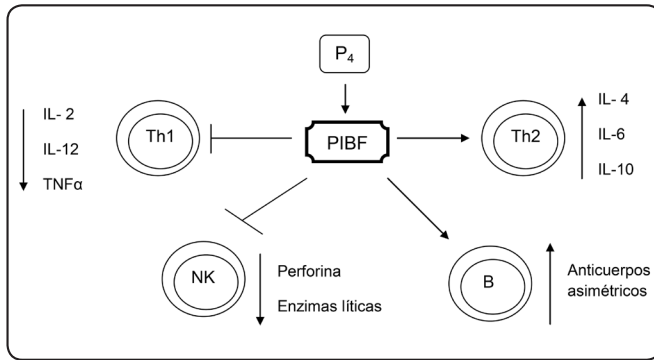 P4
IL- 2
IL-12
TNFα
Th1
PIBF
Th2
IL- 4
IL-6
IL-10
NK
Perforina
Enzimas líticas
B
Anticuerpos
asimétricos